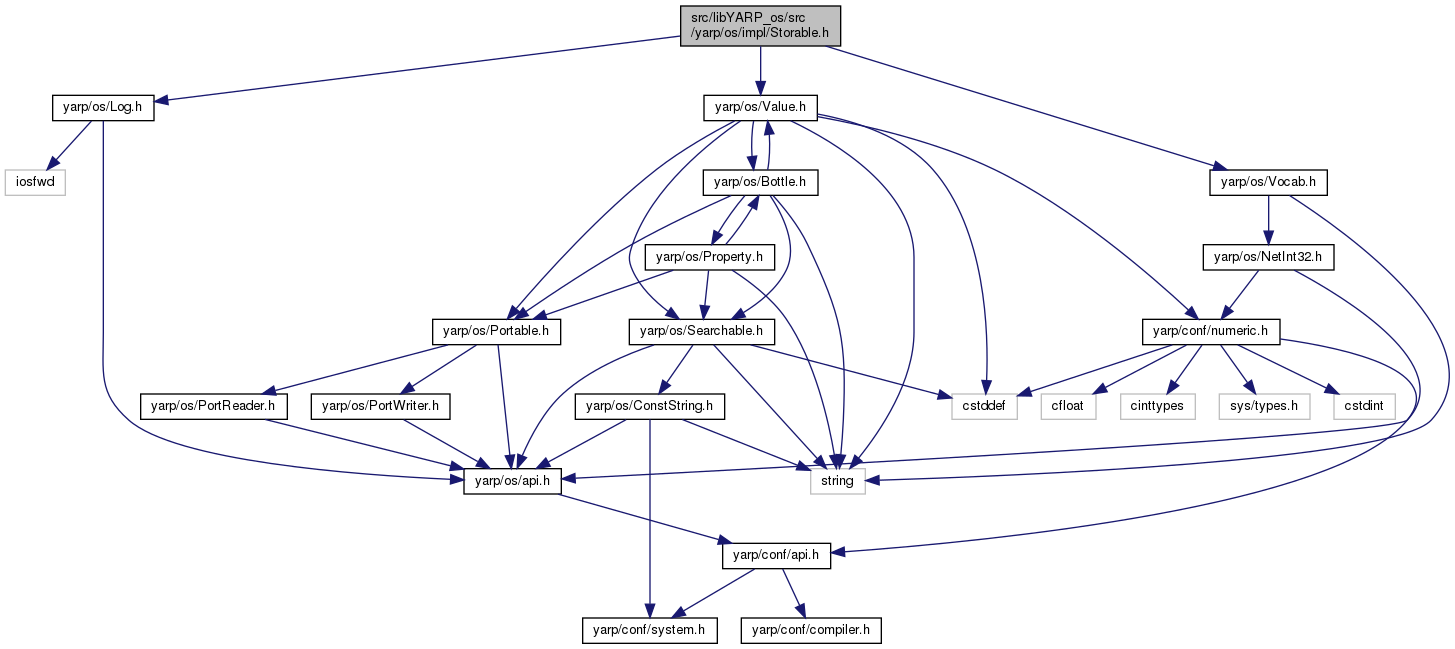 src/libYARP_os/src
/yarp/os/impl/Storable.h
yarp/os/Log.h
yarp/os/Value.h
iosfwd
yarp/os/Bottle.h
yarp/os/Vocab.h
yarp/os/Property.h
yarp/os/NetInt32.h
yarp/os/Portable.h
yarp/os/Searchable.h
yarp/conf/numeric.h
yarp/os/PortReader.h
yarp/os/PortWriter.h
yarp/os/ConstString.h
cstddef
cfloat
cinttypes
sys/types.h
cstdint
yarp/os/api.h
string
yarp/conf/api.h
yarp/conf/system.h
yarp/conf/compiler.h